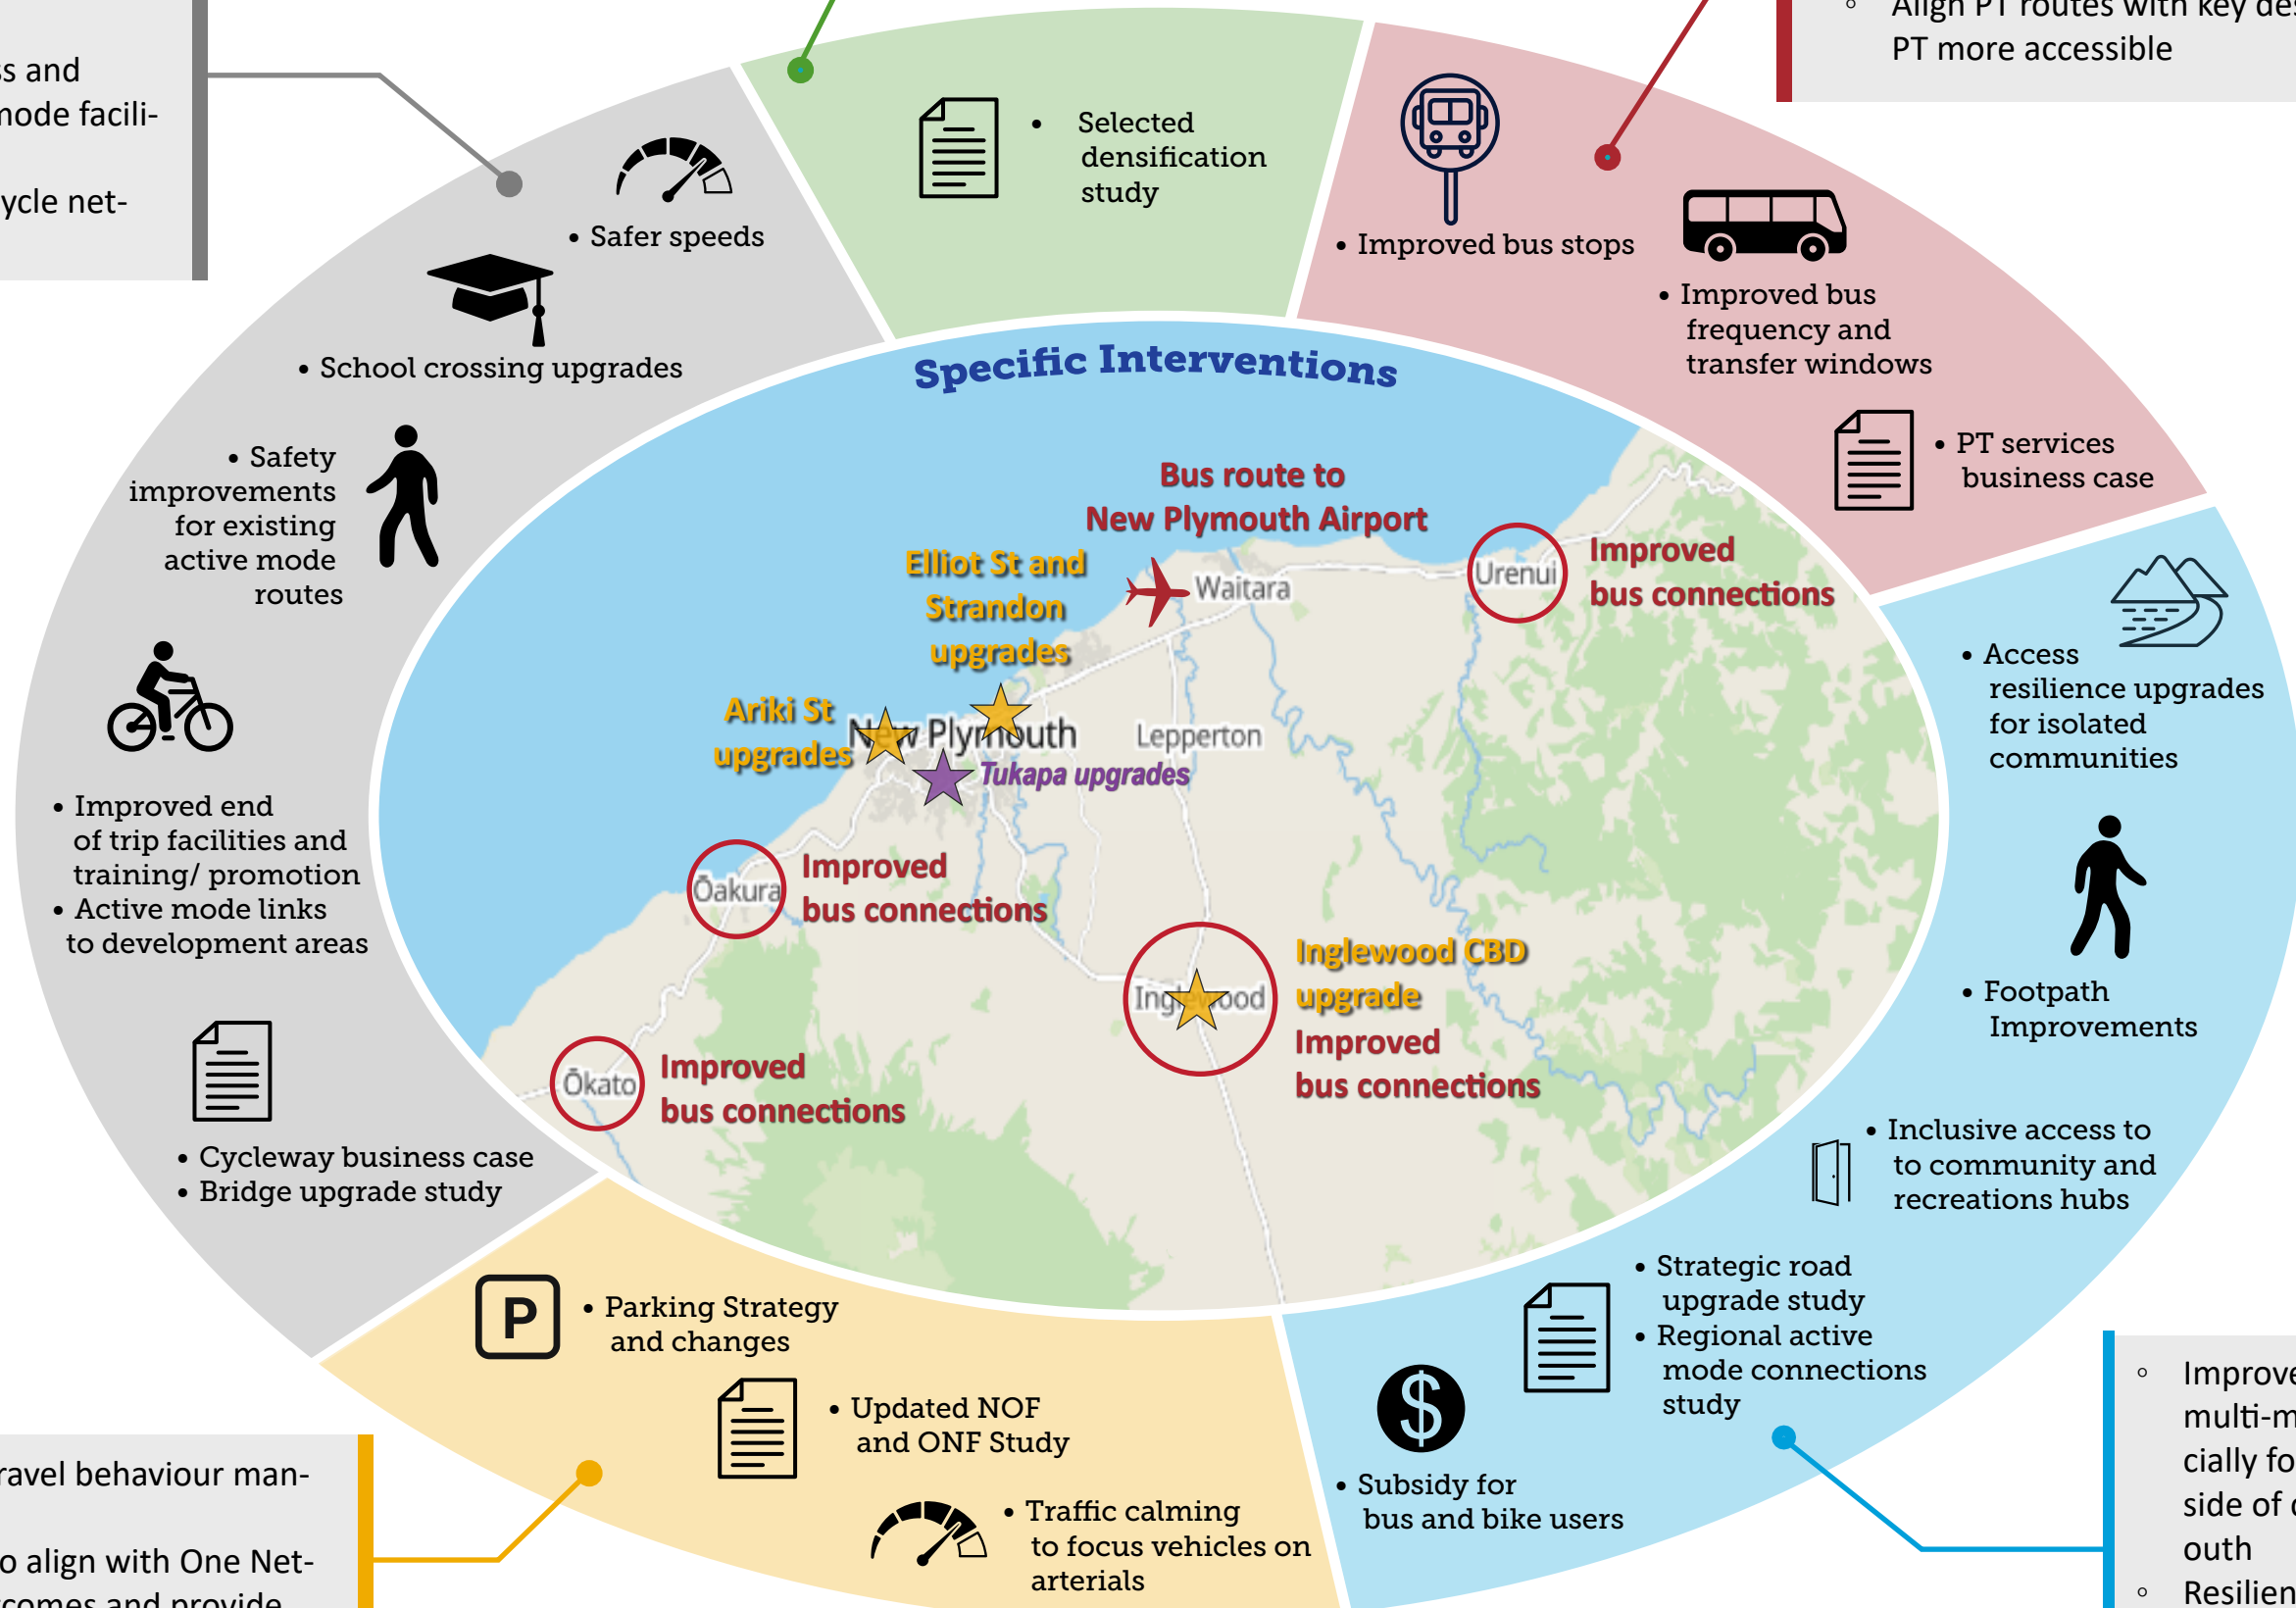 ss and
mode facili-
ycle net-
Align PT routes with key des
PT more accessible
• Selected
densification
study
• Improved bus stops
• Improved bus
frequency and
transfer windows
• PT services
business case
• Safer speeds
• School crossing upgrades
• Safety
improvements
for existing
active mode
routes
• Improved end
of trip facilities and
training/ promotion
• Active mode links
to development areas
• Cycleway business case
• Bridge upgrade study
Specific Interventions
Bus route to
New Plymouth Airport
Elliot St and
Strandon
upgrades
Waitara
Urenui
Improved
bus connections
Ariki St
upgrades
New Plymouth
Lepperton
Tukapa upgrades
Ōakura
Improved
bus connections
Inglewood
Inglewood CBD
upgrade
Improved
bus connections
Ōkato
Improved
bus connections
• Access
resilience upgrades
for isolated
communities
• Footpath
Improvements
• Inclusive access to
to community and
recreations hubs
• Strategic road
upgrade study
• Regional active
mode connections
study
$
• Subsidy for
bus and bike users
P
• Parking Strategy
and changes
• Updated NOF
and ONF Study
• Traffic calming
to focus vehicles on
arterials
ravel behaviour man-
o align with One Net-
tcomes and provide
◦ Improve
multi-m
cially fo
side of
outh
◦ Resilien